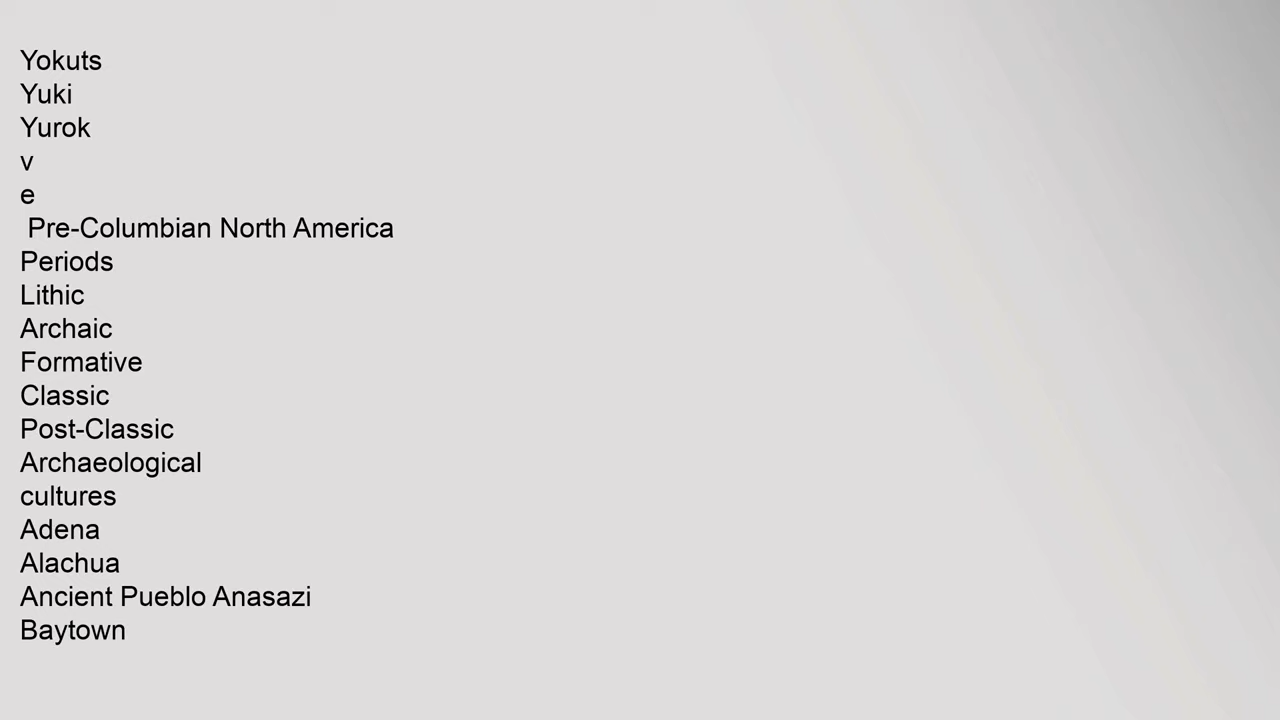 Yokuts
Yuki
Yurok
v
e
Pre-Columbian North America
Periods
Lithic
Archaic
Formative
Classic
Post-Classic
Archaeological
cultures
Adena
Alachua
Ancient Pueblo Anasazi
Baytown